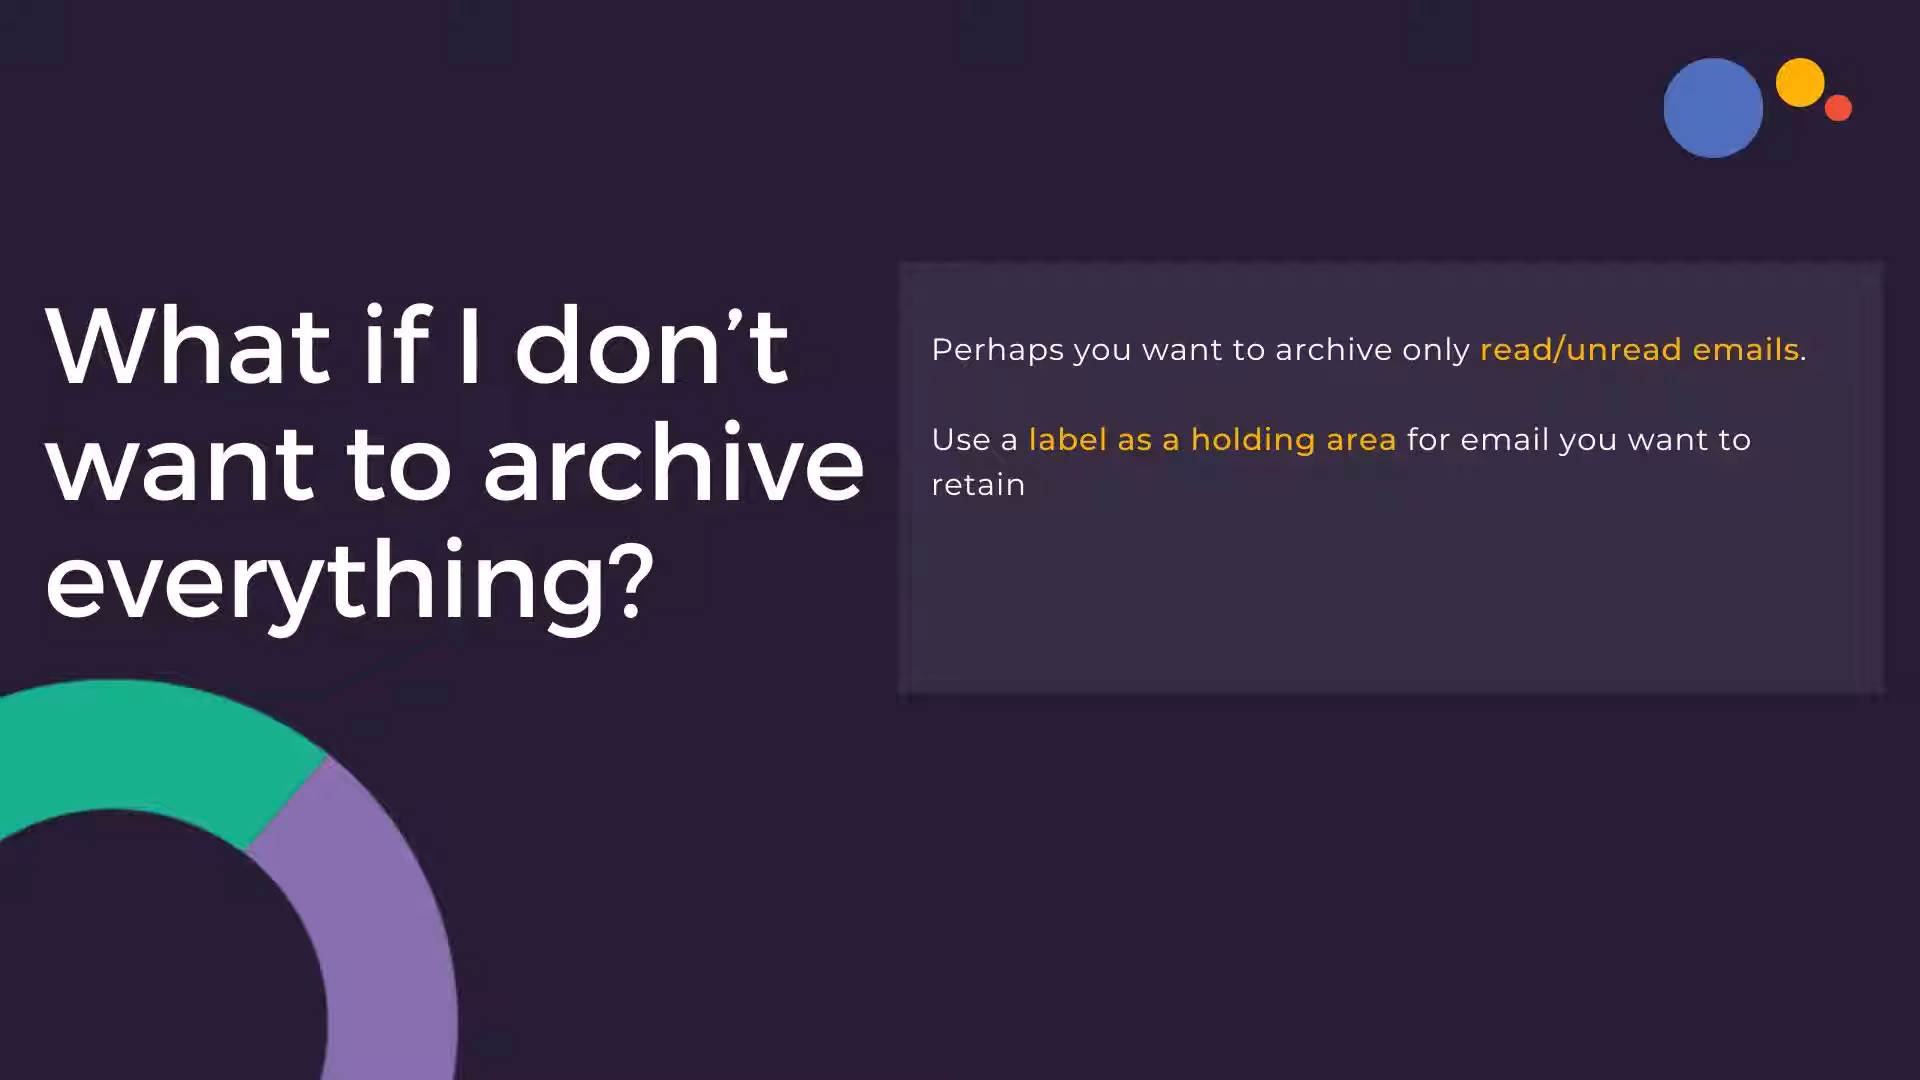 What if I don’t
want to archive
everything?
Perhaps you want to archive only read/unread emails.
Use a label as a holding area for email you want to
retain